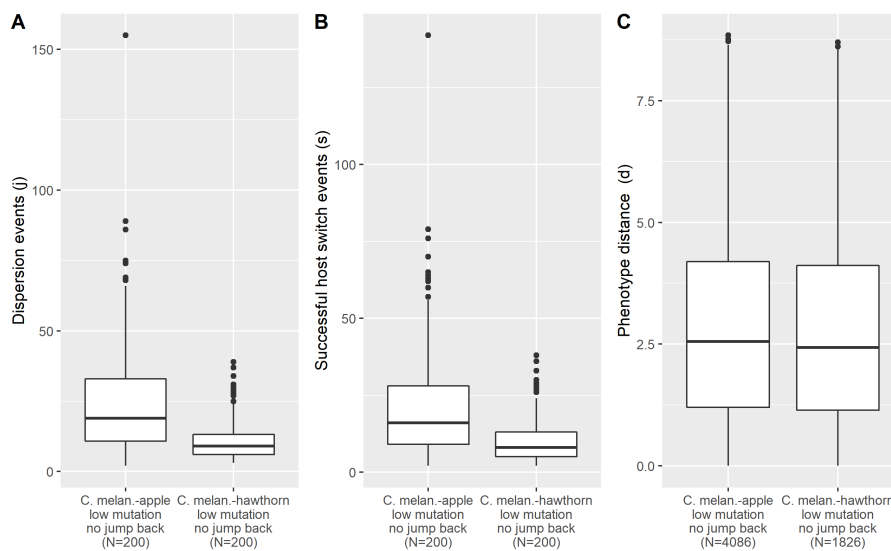 A
Dispersion events (j)
150
100
50
0
C. melan.-apple
low mutation
no jump back
(N=200)
C. melan.-hawthorn
low mutation
no jump back
(N=200)
B
Successful host switch events (s)
100
50
0
C. melan.-apple
low mutation
no jump back
(N=200)
C. melan.-hawthorn
low mutation
no jump back
(N=200)
C
Phenotype distance (d)
7.5
5.0
2.5
0.0
C. melan.-apple
low mutation
no jump back
(N=4086)
C. melan.-hawthorn
low mutation
no jump back
(N=1826)